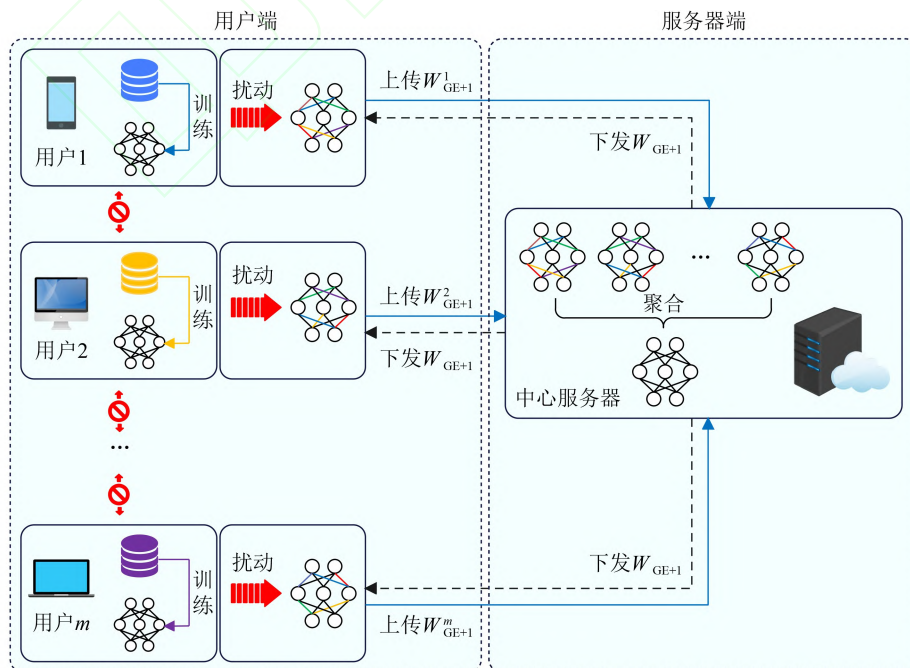 用户端
服务器端
用户1
训练
扰动
上传W¹GE+1
下发WGE+1
用户2
训练
扰动
上传W²GE+1
下发WGE+1
...
聚合
中心服务器
...
用户m
训练
扰动
下发WGE+1
上传WᵐGE+1